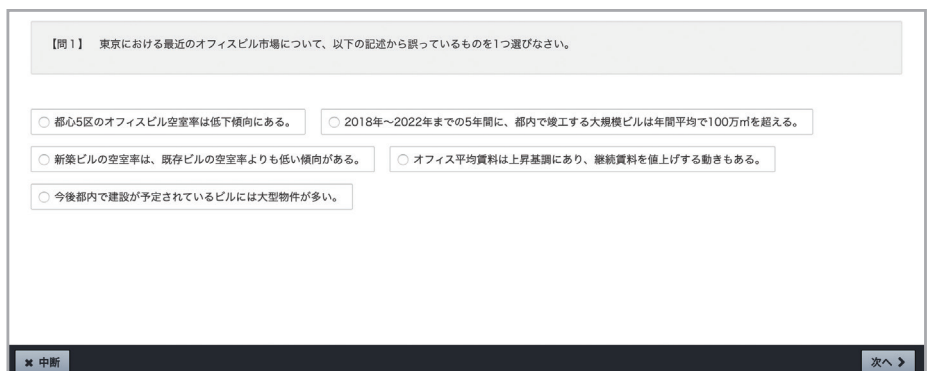 【問1】 東京における最近のオフィスビル市場について、以下の記述から誤っているものを1つ選びなさい。
都心5区のオフィスビル空室率は低下傾向にある。
2018年～2022年までの5年間に、都内で竣工する大規模ビルは年間平均で100万㎡を超える。
新築ビルの空室率は、既存ビルの空室率よりも低い傾向がある。
オフィス平均賃料は上昇基調にあり、継続賃料を値上げする動きもある。
今後都内で建設が予定されているビルには大型物件が多い。
✖ 中断
次へ ❯